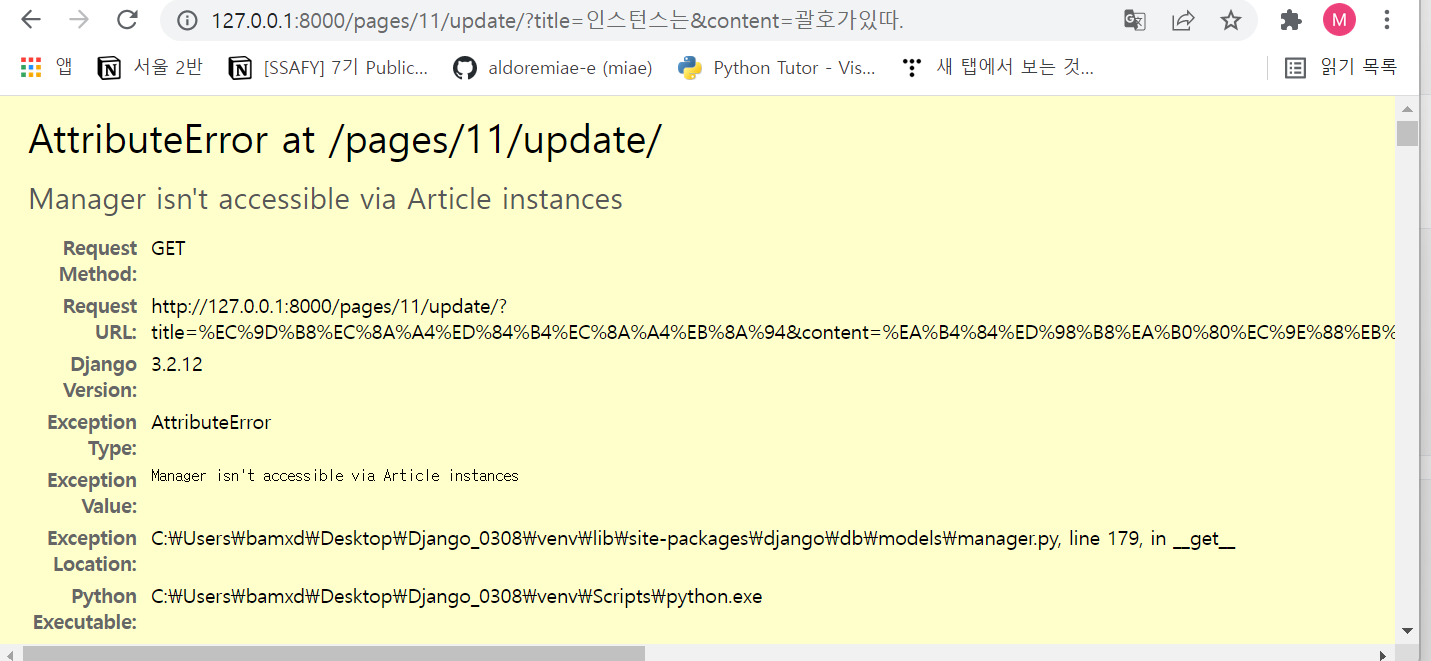 127.0.0.1:8000/pages/11/update/?title=인스턴스는&content=괄호가있따.
M
앱 서울 2반 [SSAFY] 7기 Public... aldoremiae-e (miae) Python Tutor - Vis... 새 탭에서 보는 것... 읽기 목록
AttributeError at /pages/11/update/
Manager isn't accessible via Article instances
Request Method: GET
Request http://127.0.0.1:8000/pages/11/update/?
URL: title=%EC%9D%B8%EC%8A%A4%ED%84%B4%EC%8A%A4%EB%8A%94&content=%EA%B4%84%ED%98%B8%EA%B0%80%EC%9E%88%EB%
Django Version: 3.2.12
Exception Type: AttributeError
Exception Value: Manager isn't accessible via Article instances
Exception Location: C:₩Users₩bamxd₩Desktop₩Django_0308₩venv₩lib₩site-packages₩django₩db₩models₩manager.py, line 179, in __get__
Python Executable: C:₩Users₩bamxd₩Desktop₩Django_0308₩venv₩Scripts₩python.exe